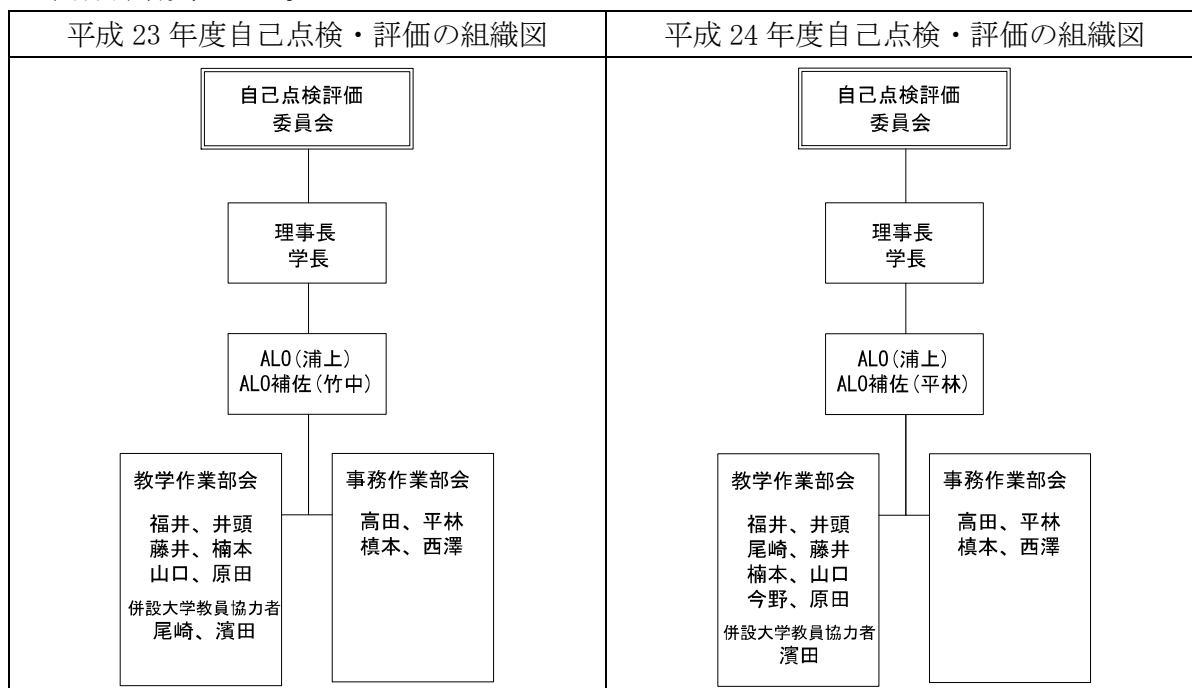 平成 23 年度自己点検・評価の組織図
自己点検評価
委員会
理事長
学長
ALO(浦上)
ALO補佐(竹中)
教学作業部会
福井、井頭
藤井、楠本
山口、原田
併設大学教員協力者
尾崎、濱田
事務作業部会
高田、平林
槙本、西澤
平成 24 年度自己点検・評価の組織図
自己点検評価
委員会
理事長
学長
ALO(浦上)
ALO補佐(平林)
教学作業部会
福井、井頭
尾崎、藤井
楠本、山口
今野、原田
併設大学教員協力者
濱田
事務作業部会
高田、平林
槙本、西澤